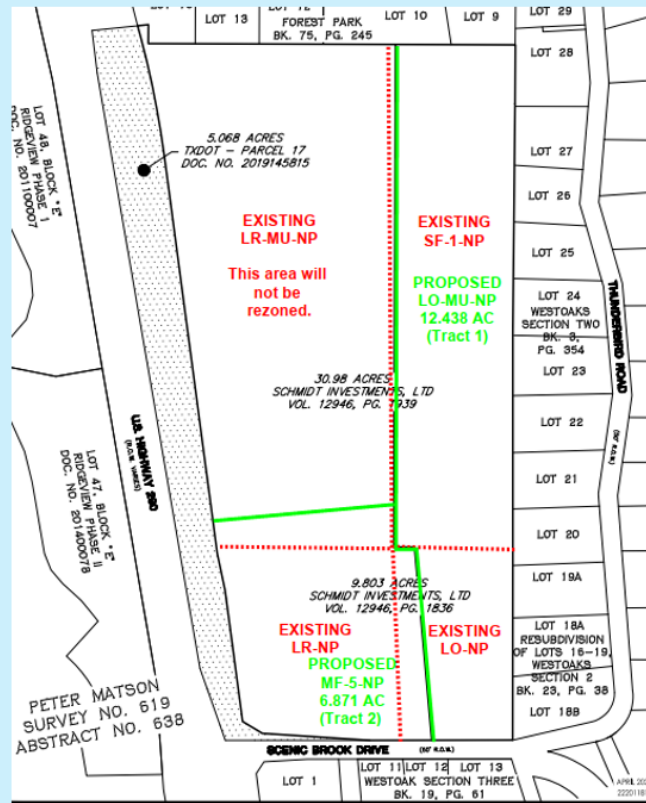 LOT 13
FOREST PARK
BK. 75, PG. 245
LOT 10
LOT 9
LOT 29
LOT 28
LOT 27
LOT 26
LOT 25
LOT 24
WESTOAKS
SECTION TWO
BK. 3,
PG. 354
LOT 23
LOT 22
LOT 21
LOT 20
LOT 19A
LOT 18A
RESUBDIVISION
OF LOTS 16-19,
WESTOAKS
SECTION 2
BK. 23, PG. 38
LOT 18B
THUNDERBIRD ROAD
(50' R.O.W.)
LOT 48, BLOCK "E"
RIDGEVIEW PHASE I
DOC. NO. 201100007
5.068 ACRES
TXDOT - PARCEL 17
DOC. NO. 2019145815
EXISTING
LR-MU-NP
This area will
not be
rezoned.
EXISTING
SF-1-NP
PROPOSED
LO-MU-NP
12.438 AC
(Tract 1)
30.98 ACRES
SCHMIDT INVESTMENTS, LTD
VOL. 12946, PG. 1939
U.S. HIGHWAY 290
(R.O.W. VARIES)
LOT 47, BLOCK "E"
RIDGEVIEW PHASE II
DOC. NO. 201400078
9.803 ACRES
SCHMIDT INVESTMENTS, LTD
VOL. 12946, PG. 1836
EXISTING
LR-NP
PROPOSED
MF-5-NP
6.871 AC
(Tract 2)
EXISTING
LO-NP
PETER MATSON
SURVEY NO. 619
ABSTRACT NO. 638
SCENIC BROOK DRIVE
(50' R.O.W.)
LOT 1
LOT 11
LOT 12
LOT 13
WESTOAK SECTION THREE
BK. 19, PG. 61